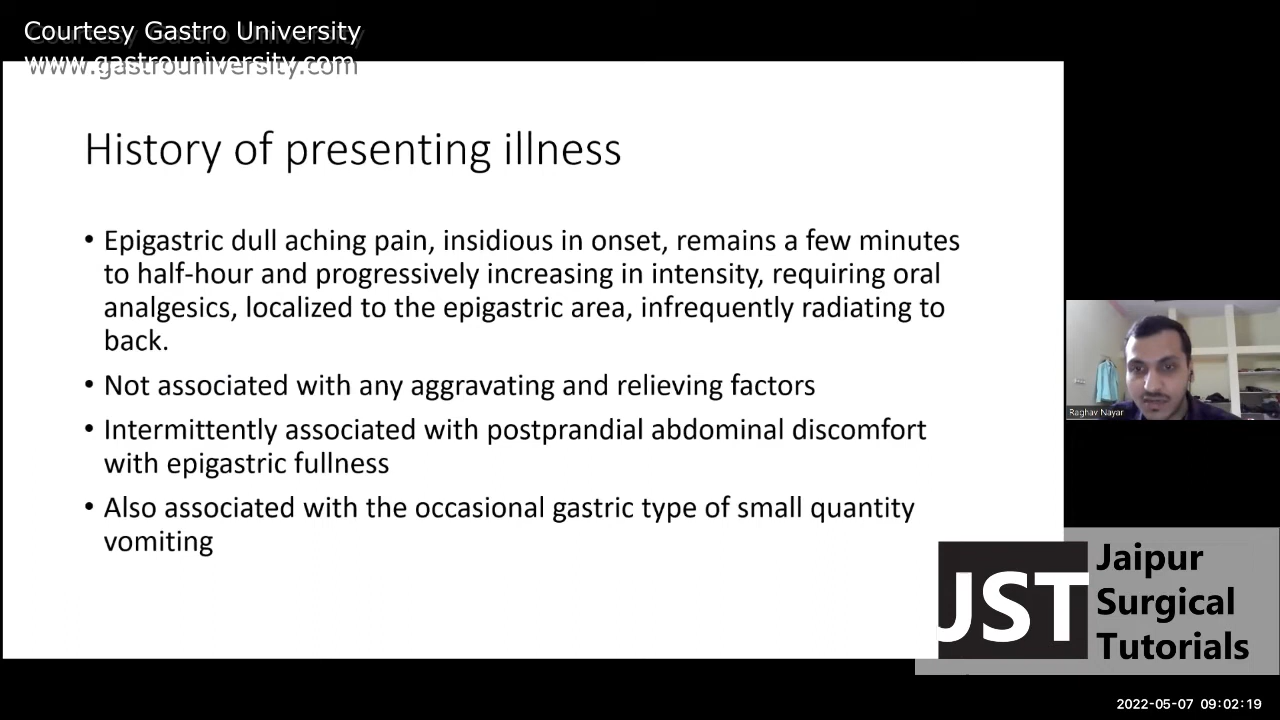 Courtesy Gastro University
www.gastrouniversity.com
History of presenting illness
• Epigastric dull aching pain, insidious in onset, remains a few minutes
to half-hour and progressively increasing in intensity, requiring oral
analgesics, localized to the epigastric area, infrequently radiating to
back.
• Not associated with any aggravating and relieving factors
• Intermittently associated with postprandial abdominal discomfort
with epigastric fullness
• Also associated with the occasional gastric type of small quantity
vomiting
Raghav Nayar
JST
Jaipur
Surgical
Tutorials
2022-05-07 09:02:19